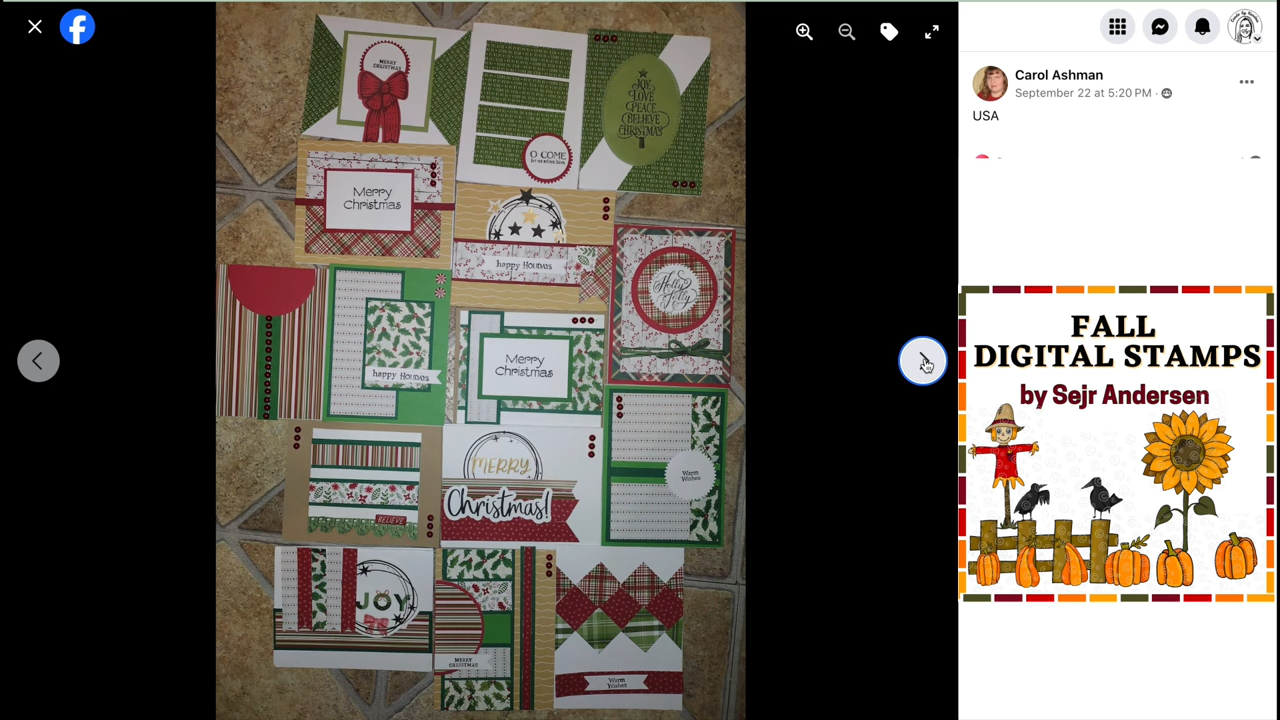 Carol Ashman
September 22 at 5:20 PM
USA
MERRY
CHRISTMAS
O COME
JOY
LOVE
PEACE
BELIEVE
CHRISTMAS
Merry
Christmas
happy HOLiDAYS
Holly
Jolly
happy HOLiDAYS
Merry
Christmas
BELIEVE
MERRY
Christmas!
Warm
Wishes
JOY
MERRY
CHRISTMAS
Warm
Wishes
FALL
DIGITAL STAMPS
by Sejr Andersen